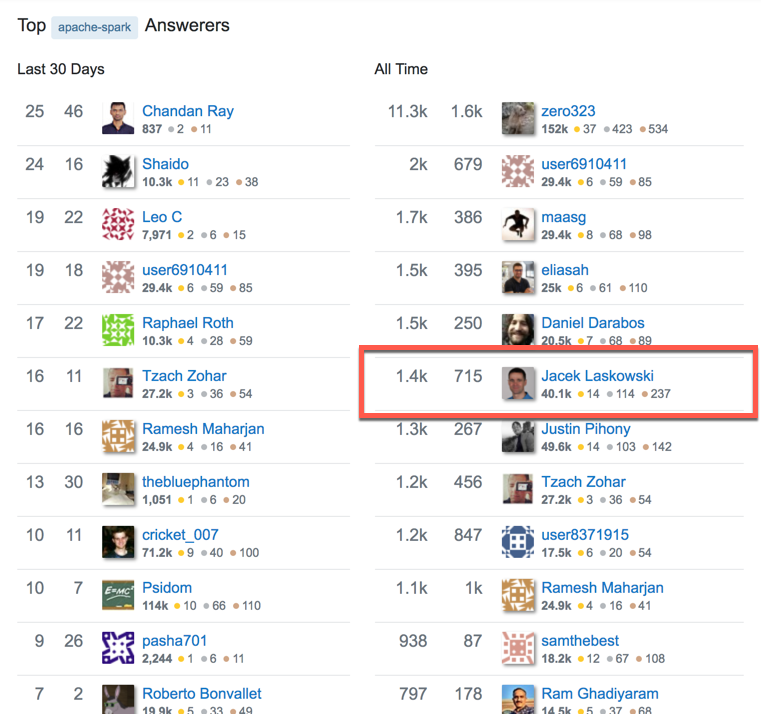 Top apache-spark Answerers
Last 30 Days
25 46 Chandan Ray
837 2 11
24 16 Shaido
10.3k 11 23 38
19 22 Leo C
7,971 2 6 15
19 18 user6910411
29.4k 6 59 85
17 22 Raphael Roth
10.3k 4 28 59
16 11 Tzach Zohar
27.2k 3 36 54
16 16 Ramesh Maharjan
24.9k 4 16 41
13 30 thebluephantom
1,051 1 6 20
10 11 cricket_007
71.2k 9 40 100
10 7 Psidom
E=MC²
114k 10 66 110
9 26 pasha701
2,244 1 6 11
7 2 Roberto Bonvallet
19.9k 5 33 49
All Time
11.3k 1.6k zero323
152k 37 423 534
2k 679 user6910411
29.4k 6 59 85
1.7k 386 maasg
29.4k 8 68 98
1.5k 395 eliasah
25k 6 61 110
1.5k 250 Daniel Darabos
20.5k 7 68 89
1.4k 715 Jacek Laskowski
40.1k 14 114 237
1.3k 267 Justin Pihony
49.6k 14 103 142
1.2k 456 Tzach Zohar
27.2k 3 36 54
1.2k 847 user8371915
17.5k 6 20 54
1.1k 1k Ramesh Maharjan
24.9k 4 16 41
938 87 samthebest
18.2k 12 67 108
797 178 Ram Ghadiyaram
14.5k 5 37 68